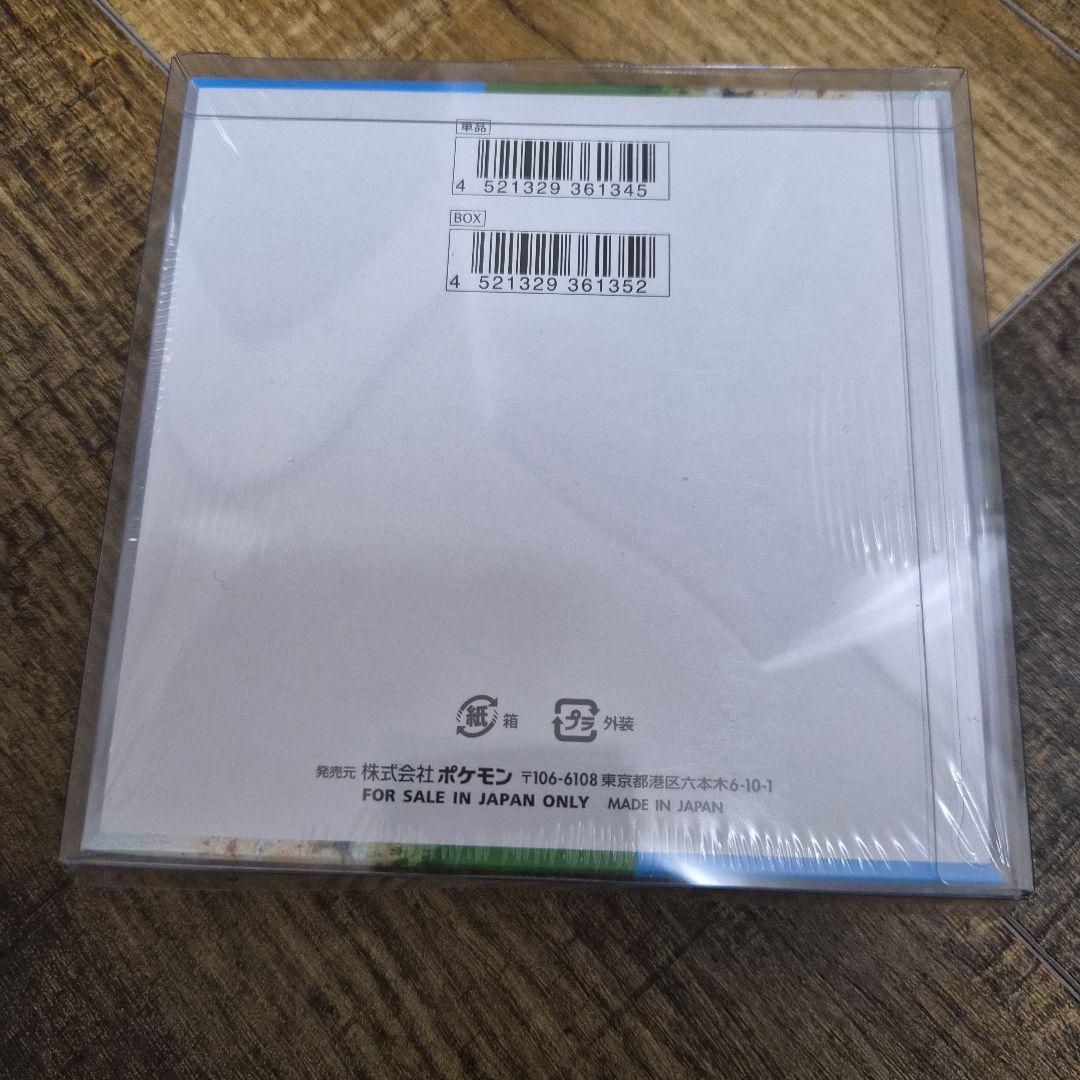 単品
4 521329 361345
BOX
4 521329 361352
紙 箱 プラ 外装
発売元 株式会社 ポケモン 〒106-6108 東京都港区六本木6-10-1
FOR SALE IN JAPAN ONLY MADE IN JAPAN